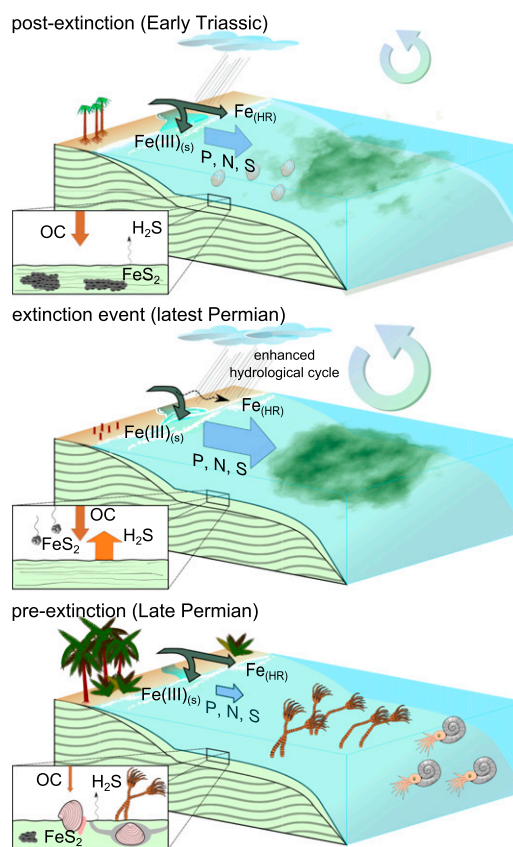 post-extinction (Early Triassic)
Fe(HR)
Fe(III)(s)
P, N, S
OC
H2S
FeS2
extinction event (latest Permian)
enhanced
hydrological cycle
Fe(HR)
Fe(III)(s)
P, N, S
OC
H2S
FeS2
pre-extinction (Late Permian)
Fe(HR)
Fe(III)(s)
P, N, S
OC
H2S
FeS2